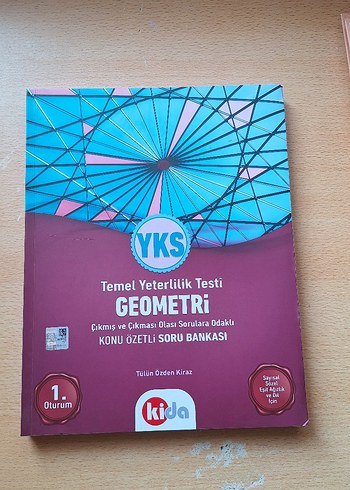 YKS
Temel Yeterlilik Testi
GEOMETRİ
Çıkmış ve Çıkması Olası Sorulara Odaklı
KONU ÖZETLİ SORU BANKASI
Tülün Özden Kiraz
1.
Oturum
kida
Sayısal
Sözel
Eşit Ağırlık
ve Dil
İçin